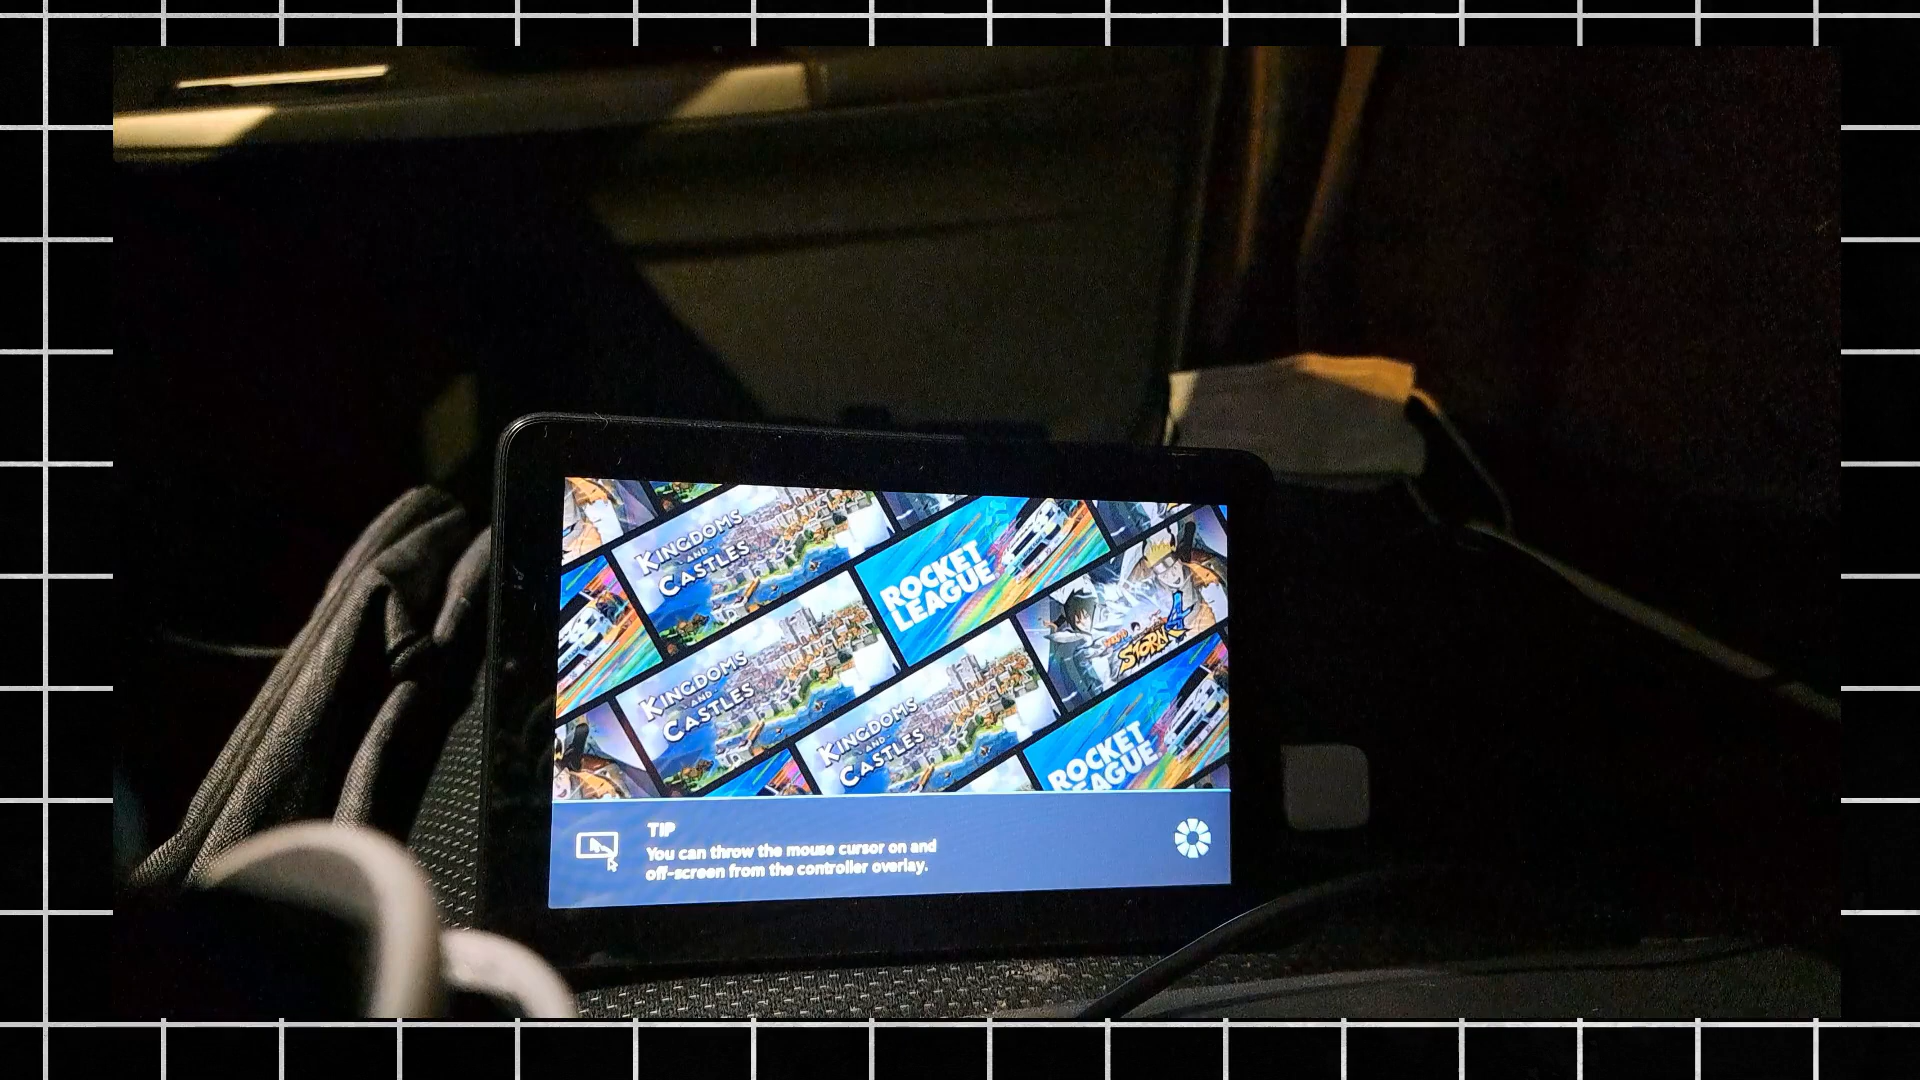 KINGDOMS
AND
CASTLES
ROCKET
LEAGUE
STORM 4
KINGDOMS
AND
CASTLES
KINGDOMS
AND
CASTLES
ROCKET
LEAGUE
TIP
You can throw the mouse cursor on and
off-screen from the controller overlay.